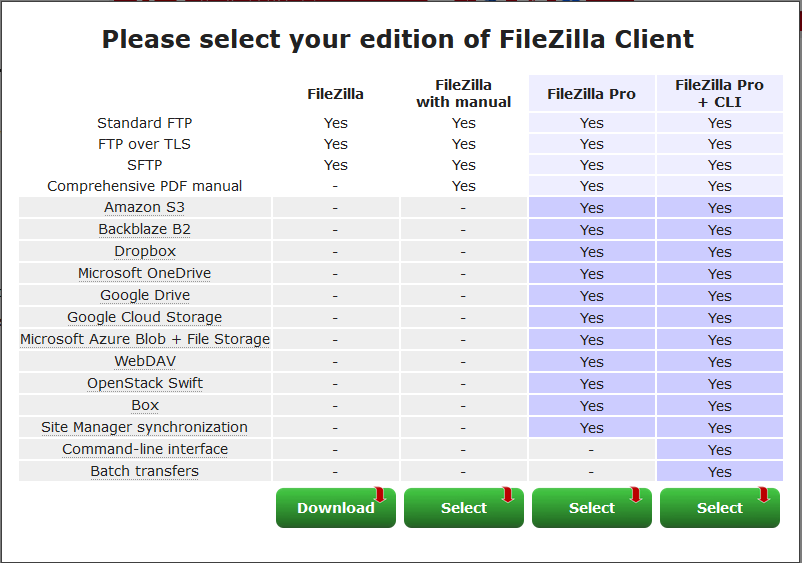 Please select your edition of FileZilla Client
FileZilla FileZilla with manual FileZilla Pro FileZilla Pro + CLI
Standard FTP Yes Yes Yes Yes
FTP over TLS Yes Yes Yes Yes
SFTP Yes Yes Yes Yes
Comprehensive PDF manual - Yes Yes Yes
Amazon S3 - - Yes Yes
Backblaze B2 - - Yes Yes
Dropbox - - Yes Yes
Microsoft OneDrive - - Yes Yes
Google Drive - - Yes Yes
Google Cloud Storage - - Yes Yes
Microsoft Azure Blob + File Storage - - Yes Yes
WebDAV - - Yes Yes
OpenStack Swift - - Yes Yes
Box - - Yes Yes
Site Manager synchronization - - Yes Yes
Command-line interface - - - Yes
Batch transfers - - - Yes
Download Select Select Select